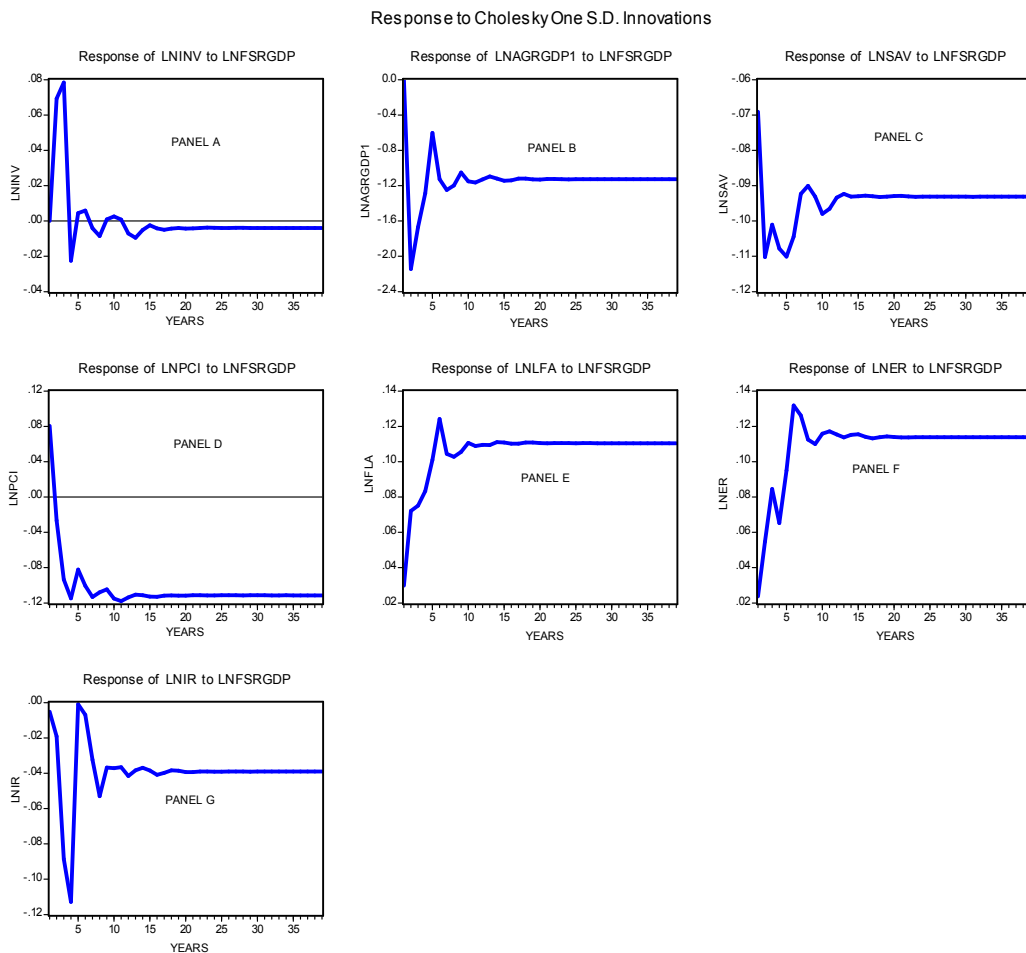 Response to Cholesky One S.D. Innovations
Response of LNINV to LNFSRGDP
.08
.06
.04
.02
.00
-.02
-.04
LNINV
PANEL A
5 10 15 20 25 30 35
YEARS
Response of LNAGRGDP1 to LNFSRGDP
0.0
-0.4
-0.8
-1.2
-1.6
-2.0
-2.4
LNAGRGDP1
PANEL B
5 10 15 20 25 30 35
YEARS
Response of LNSAV to LNFSRGDP
-.06
-.07
-.08
-.09
-.10
-.11
-.12
LNSAV
PANEL C
5 10 15 20 25 30 35
YEARS
Response of LNPCI to LNFSRGDP
.12
.08
.04
.00
-.04
-.08
-.12
LNPCI
PANEL D
5 10 15 20 25 30 35
YEARS
Response of LNLFA to LNFSRGDP
.14
.12
.10
.08
.06
.04
.02
LNFLA
PANEL E
5 10 15 20 25 30 35
YEARS
Response of LNER to LNFSRGDP
.14
.12
.10
.08
.06
.04
.02
LNER
PANEL F
5 10 15 20 25 30 35
YEARS
Response of LNIR to LNFSRGDP
.00
-.02
-.04
-.06
-.08
-.10
-.12
LNIR
PANEL G
5 10 15 20 25 30 35
YEARS